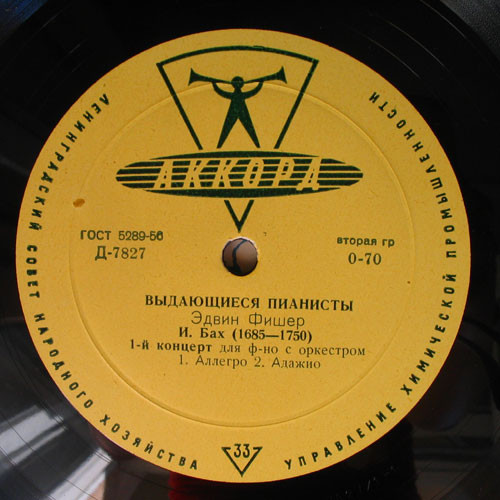 ЛЕНИНГРАДСКИЙ СОВЕТ НАРОДНОГО ХОЗЯЙСТВА
УПРАВЛЕНИЕ ХИМИЧЕСКОЙ ПРОМЫШЛЕННОСТИ
АККОРД
ГОСТ 5289-56
вторая гр
Д-7827
0-70
ВЫДАЮЩИЕСЯ ПИАНИСТЫ
Эдвин Фишер
И. Бах (1685—1750)
1-й концерт для ф-но с оркестром
1. Аллегро 2. Адажио
33